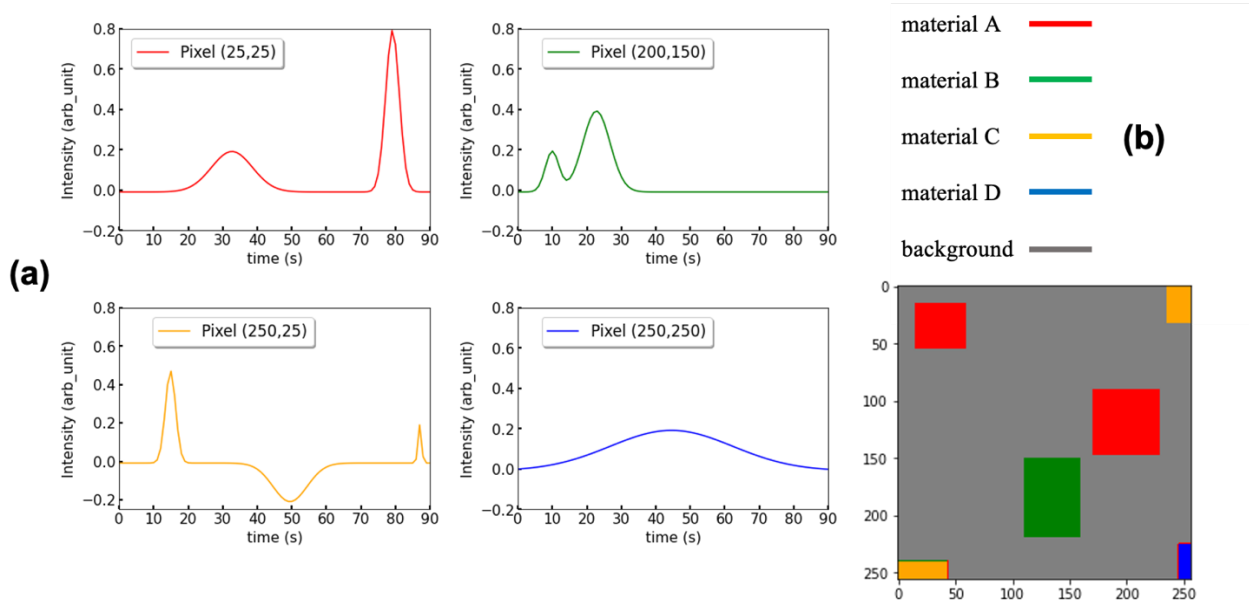 (a)
0.8
0.6
0.4
0.2
0.0
−0.2
Intensity (arb_unit)
Pixel (25,25)
0 10 20 30 40 50 60 70 80 90
time (s)
0.8
0.6
0.4
0.2
0.0
−0.2
Intensity (arb_unit)
Pixel (200,150)
0 10 20 30 40 50 60 70 80 90
time (s)
0.8
0.6
0.4
0.2
0.0
−0.2
Intensity (arb_unit)
Pixel (250,25)
0 10 20 30 40 50 60 70 80 90
time (s)
0.8
0.6
0.4
0.2
0.0
−0.2
Intensity (arb_unit)
Pixel (250,250)
0 10 20 30 40 50 60 70 80 90
time (s)
material A
material B
material C
material D
background
(b)
0
50
100
150
200
250
0 50 100 150 200 250